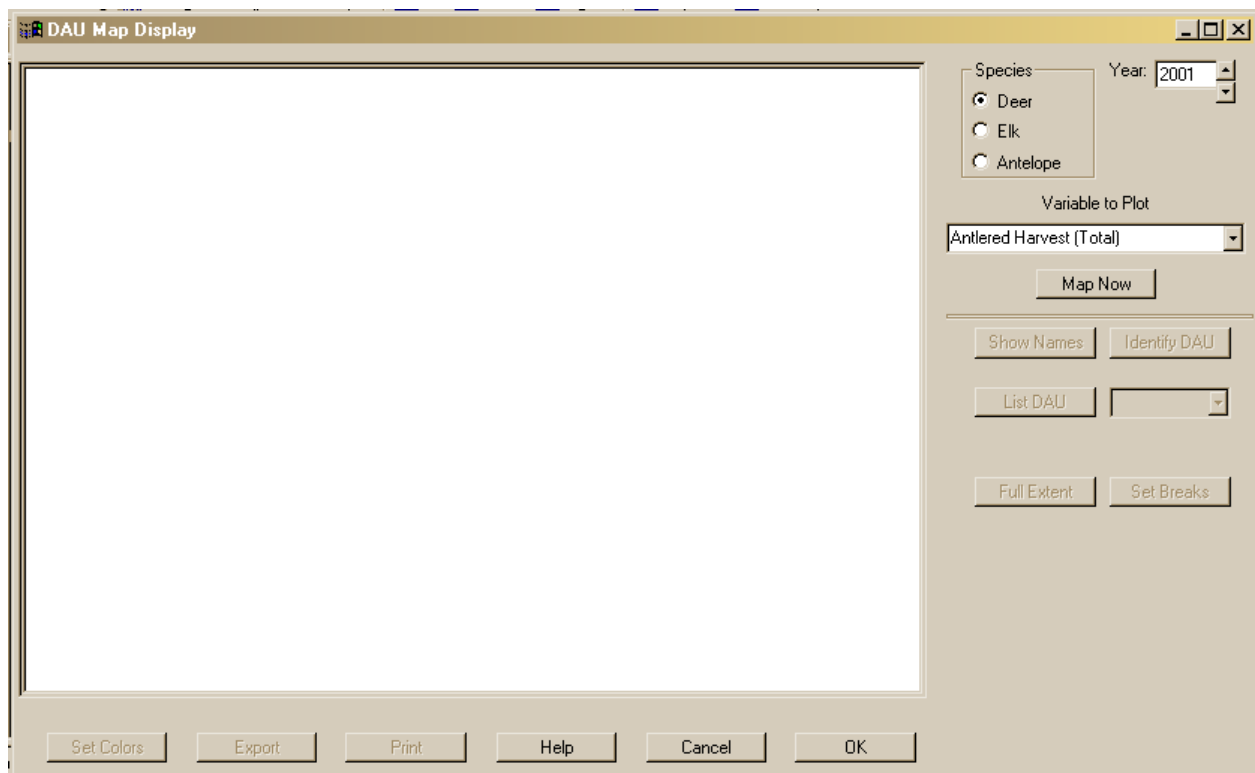 DAU Map Display
Species
Year: 2001
Deer
Elk
Antelope
Variable to Plot
Antlered Harvest (Total)
Map Now
Show Names Identify DAU
List DAU
Full Extent Set Breaks
Set Colors Export Print Help Cancel OK